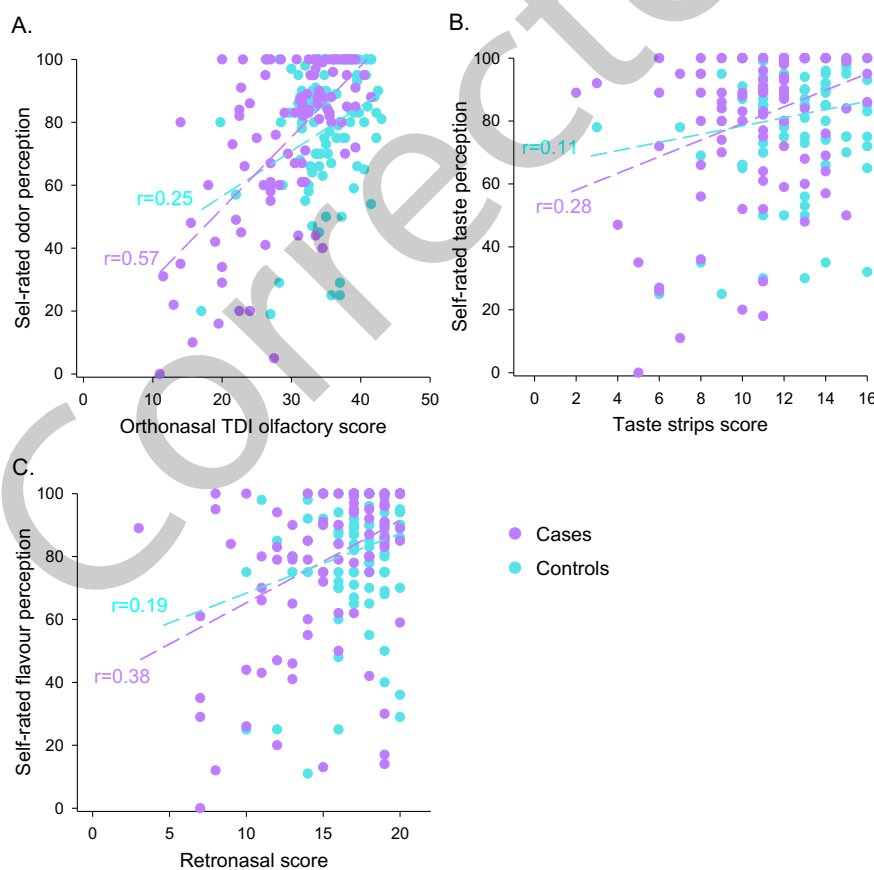 A.
Sel-rated odor perception
100
80
60
40
20
0
r=0.25
r=0.57
0 10 20 30 40 50
Orthonasal TDI olfactory score
B.
Self-rated taste perception
100
80
60
40
20
0
r=0.11
r=0.28
0 2 4 6 8 10 12 14 16
Taste strips score
C.
Self-rated flavour perception
100
80
60
40
20
0
r=0.19
r=0.38
0 5 10 15 20
Retronasal score
Cases
Controls
Correcte